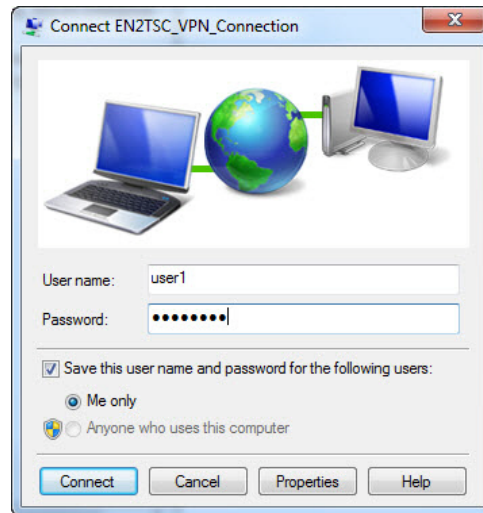 Connect EN2TSC_VPN_Connection
User name: user1
Password: ••••••••
Save this user name and password for the following users:
Me only
Anyone who uses this computer
Connect Cancel Properties Help